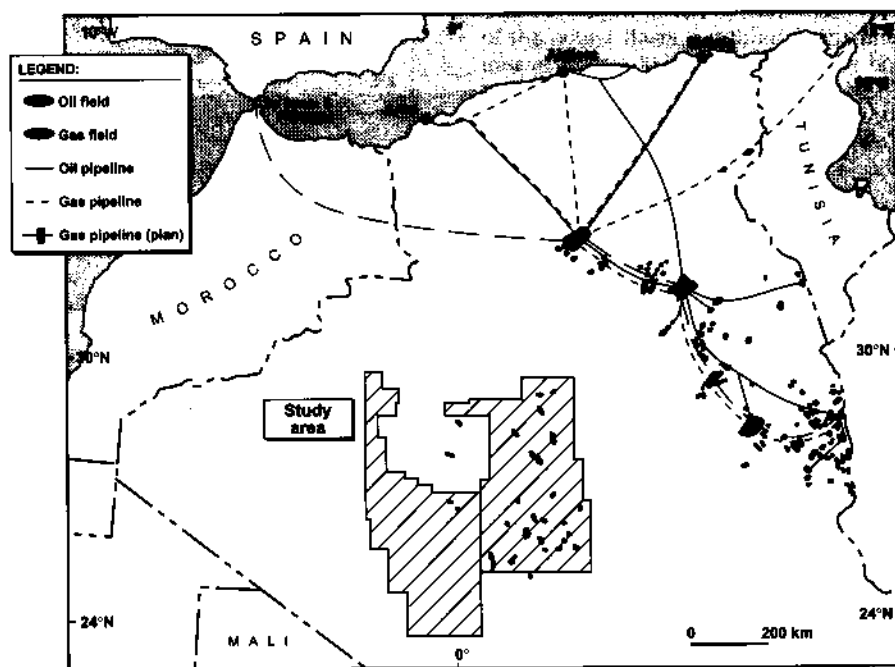 10°W
SPAIN
0°
LEGEND:
Oil field
Gas field
Oil pipeline
Gas pipeline
Gas pipeline (plan)
TUNISIA
MOROCCO
30°N
30°N
Study
area
24°N
24°N
MALI
0°
0 200 km